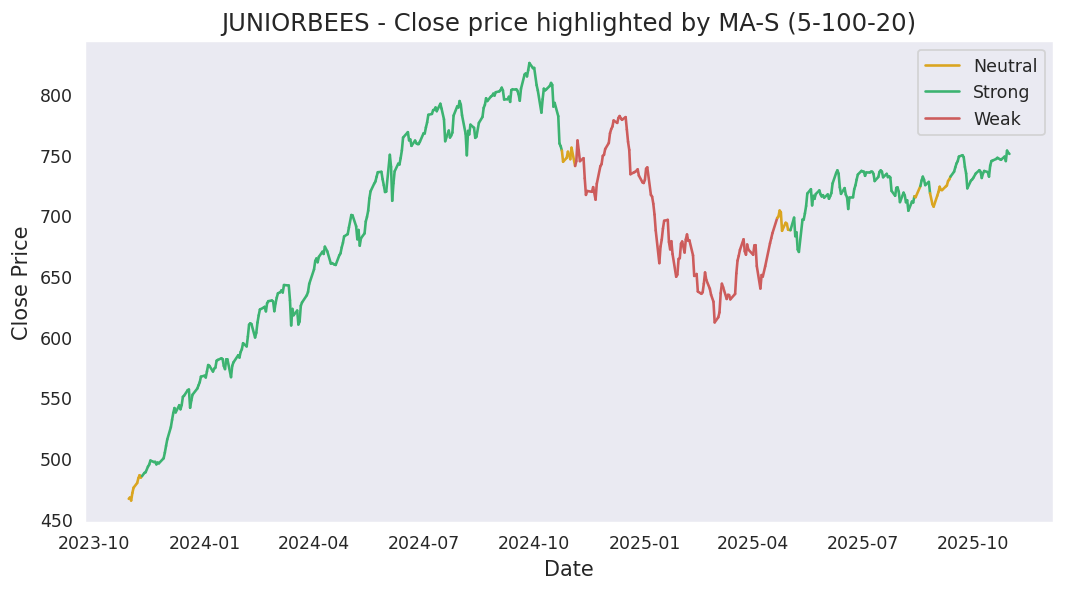 JUNIORBEES - Close price highlighted by MA-S (5-100-20)
Neutral
Strong
Weak
Close Price
800
750
700
650
600
550
500
450
2023-10 2024-01 2024-04 2024-07 2024-10 2025-01 2025-04 2025-07 2025-10
Date